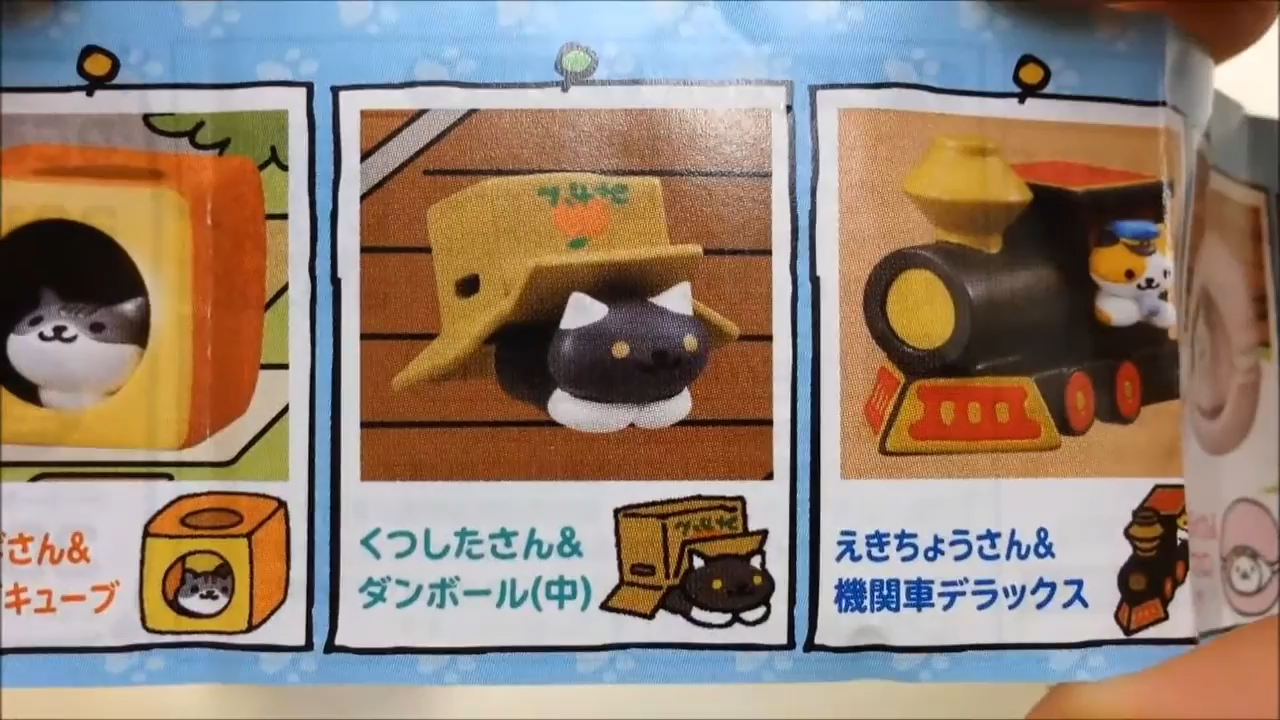 さん&
キューブ
くつしたさん&
ダンボール(中)
えきちょうさん&
機関車デラックス